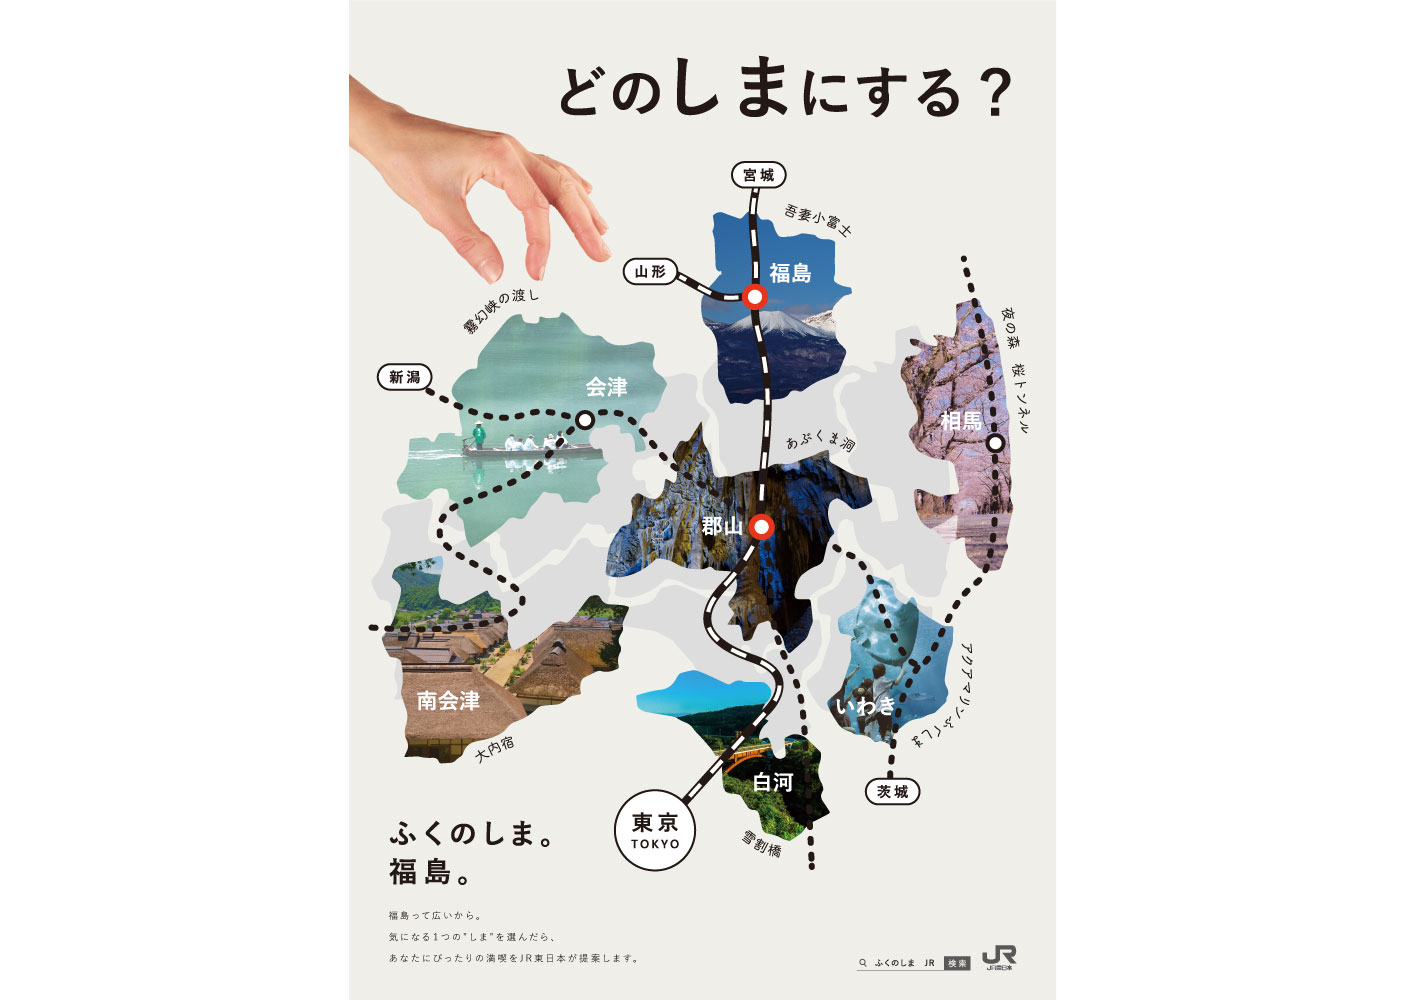 どのしまにする？
宮城
吾妻小富士
山形
福島
霧幻峡の渡し
夜の森　桜トンネル
新潟
会津
相馬
あぶくま洞
郡山
アクアマリンふくしま
南会津
いわき
大内宿
白河
茨城
東京
TOKYO
雪割橋
ふくのしま。
福島。
福島って広いから。
気になる1つの"しま"を選んだら、
あなたにぴったりの満喫をJR東日本が提案します。
ふくのしま　JR　検索
JR
JR東日本